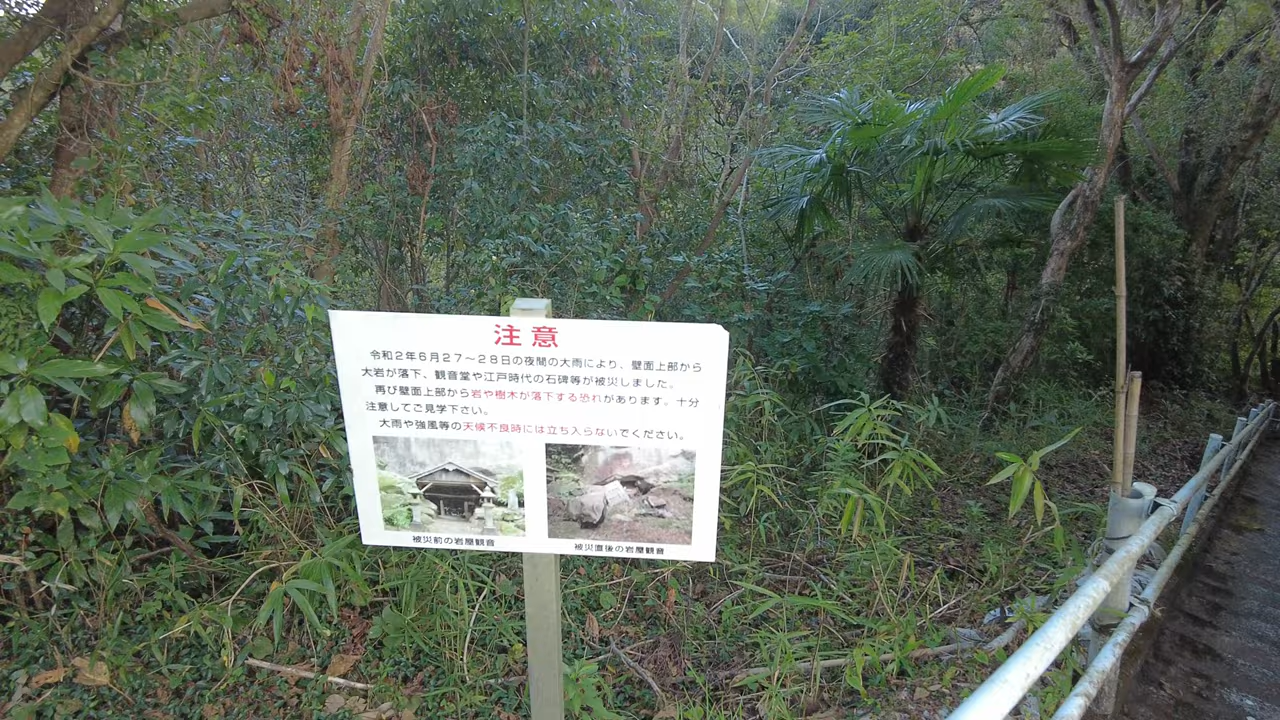 注意
令和2年6月27～28日の夜間の大雨により、壁面上部から
大岩が落下、観音堂や江戸時代の石碑等が被災しました。
再び壁面上部から岩や樹木が落下する恐れがあります。十分
注意してご見学下さい。
大雨や強風等の天候不良時には立ち入らないでください。
被災前の岩屋観音
被災直後の岩屋観音